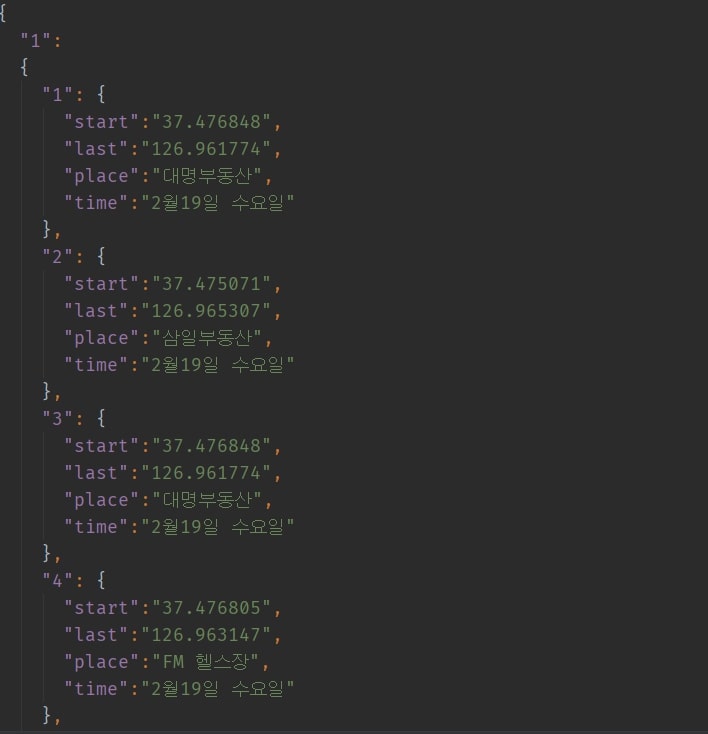 {
"1":
{
"1": {
"start":"37.476848",
"last":"126.961774",
"place":"대명부동산",
"time":"2월19일 수요일"
},
"2": {
"start":"37.475071",
"last":"126.965307",
"place":"삼일부동산",
"time":"2월19일 수요일"
},
"3": {
"start":"37.476848",
"last":"126.961774",
"place":"대명부동산",
"time":"2월19일 수요일"
},
"4": {
"start":"37.476805",
"last":"126.963147",
"place":"FM 헬스장",
"time":"2월19일 수요일"
},